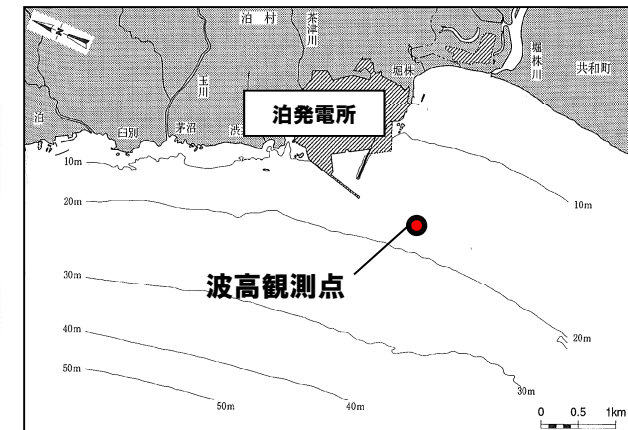 N
泊村
茶津川
堀株川
共和町
玉川
堀株
泊発電所
泊
臼別
茅沼
渋
10m
20m
10m
30m
波高観測点
40m
20m
50m
30m
50m
40m
0 0.5 1km